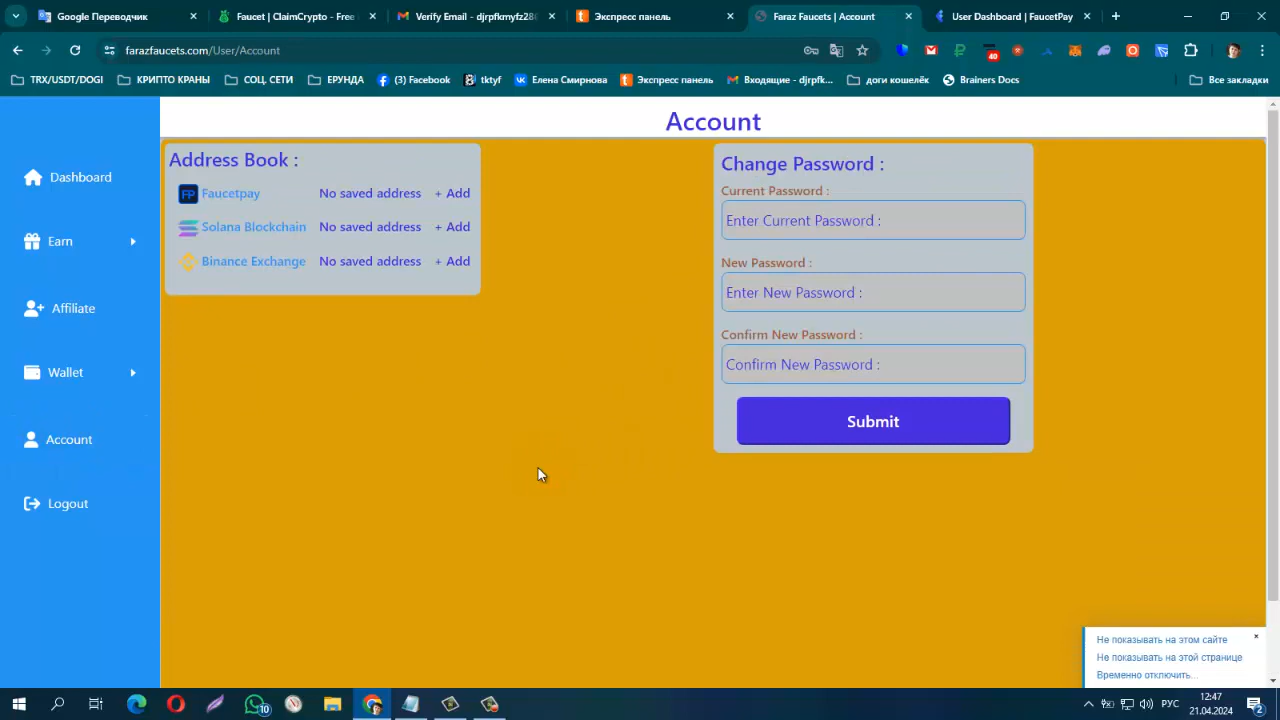 Google Переводчик
Faucet | ClaimCrypto - Free
Verify Email - djrpfkmyfz286
Экспресс панель
Faraz Faucets | Account
User Dashboard | FaucetPay
farazfaucets.com/User/Account
40
TRX/USDT/DOGI
КРИПТО КРАНЫ
СОЦ. СЕТИ
ЕРУНДА
(3) Facebook
tktyf
Елена Смирнова
Экспресс панель
Входящие - djrpfk...
доги кошелёк
Brainers Docs
Все закладки
Account
Dashboard
Earn
Affiliate
Wallet
Account
Logout
Address Book :
FP Faucetpay No saved address + Add
Solana Blockchain No saved address + Add
Binance Exchange No saved address + Add
Change Password :
Current Password :
Enter Current Password :
New Password :
Enter New Password :
Confirm New Password :
Confirm New Password :
Submit
Не показывать на этом сайте
Не показывать на этой странице
Временно отключить...
10
РУС
12:47
21.04.2024
2